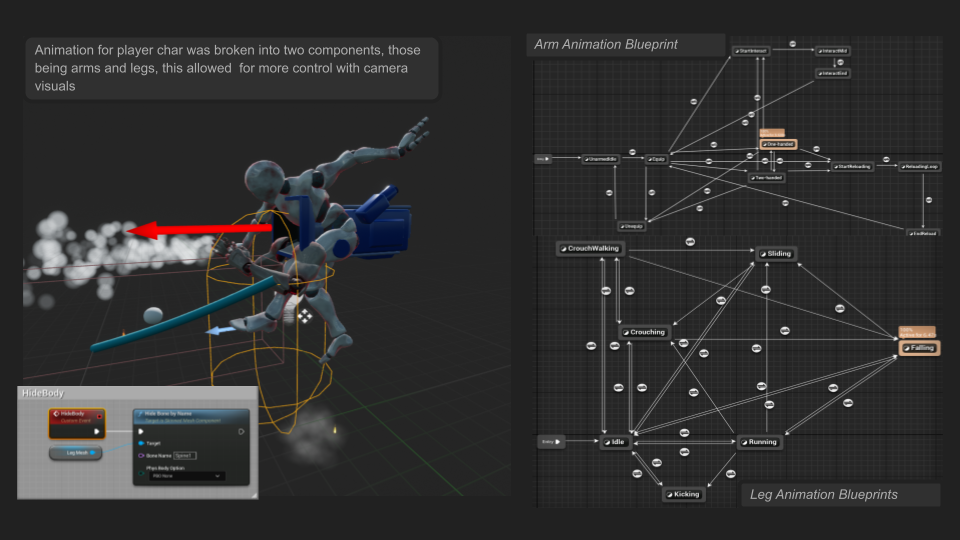 Animation for player char was broken into two components, those
being arms and legs, this allowed for more control with camera
visuals
Arm Animation Blueprint
StartInteract
InteractMid
InteractEnd
One-handed
Entry
UnarmedIdle
Equip
Two-handed
StartReloading
ReloadingLoop
Unequip
EndReload
CrouchWalking
Sliding
Crouching
100%
Falling
Entry
Idle
Running
Kicking
Leg Animation Blueprints
HideBody
HideBody
Custom Event
Leg Mesh
Hide Bone by Name
Target is Skinned Mesh Component
Target
Bone Name
Spine1
Phys Body Option
PBO None